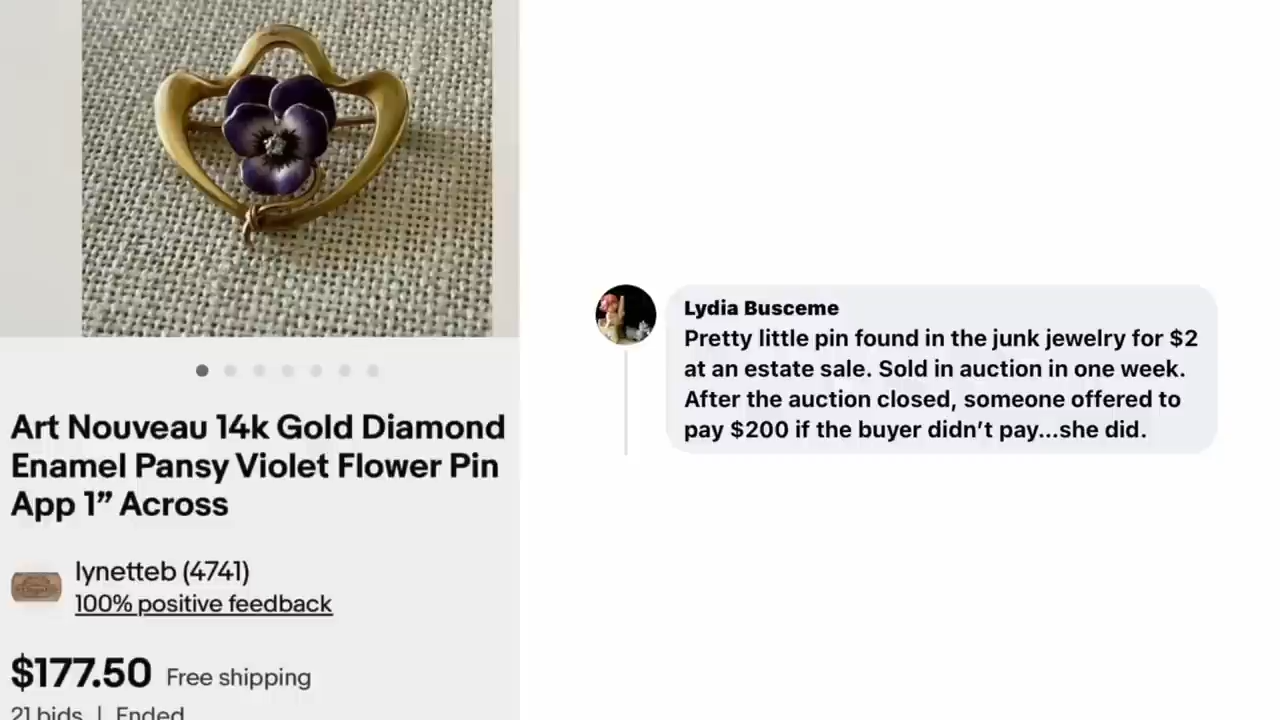 Art Nouveau 14k Gold Diamond
Enamel Pansy Violet Flower Pin
App 1” Across
lynetteb (4741)
100% positive feedback
$177.50 Free shipping
21 bids | Ended
Lydia Busceme
Pretty little pin found in the junk jewelry for $2
at an estate sale. Sold in auction in one week.
After the auction closed, someone offered to
pay $200 if the buyer didn’t pay...she did.